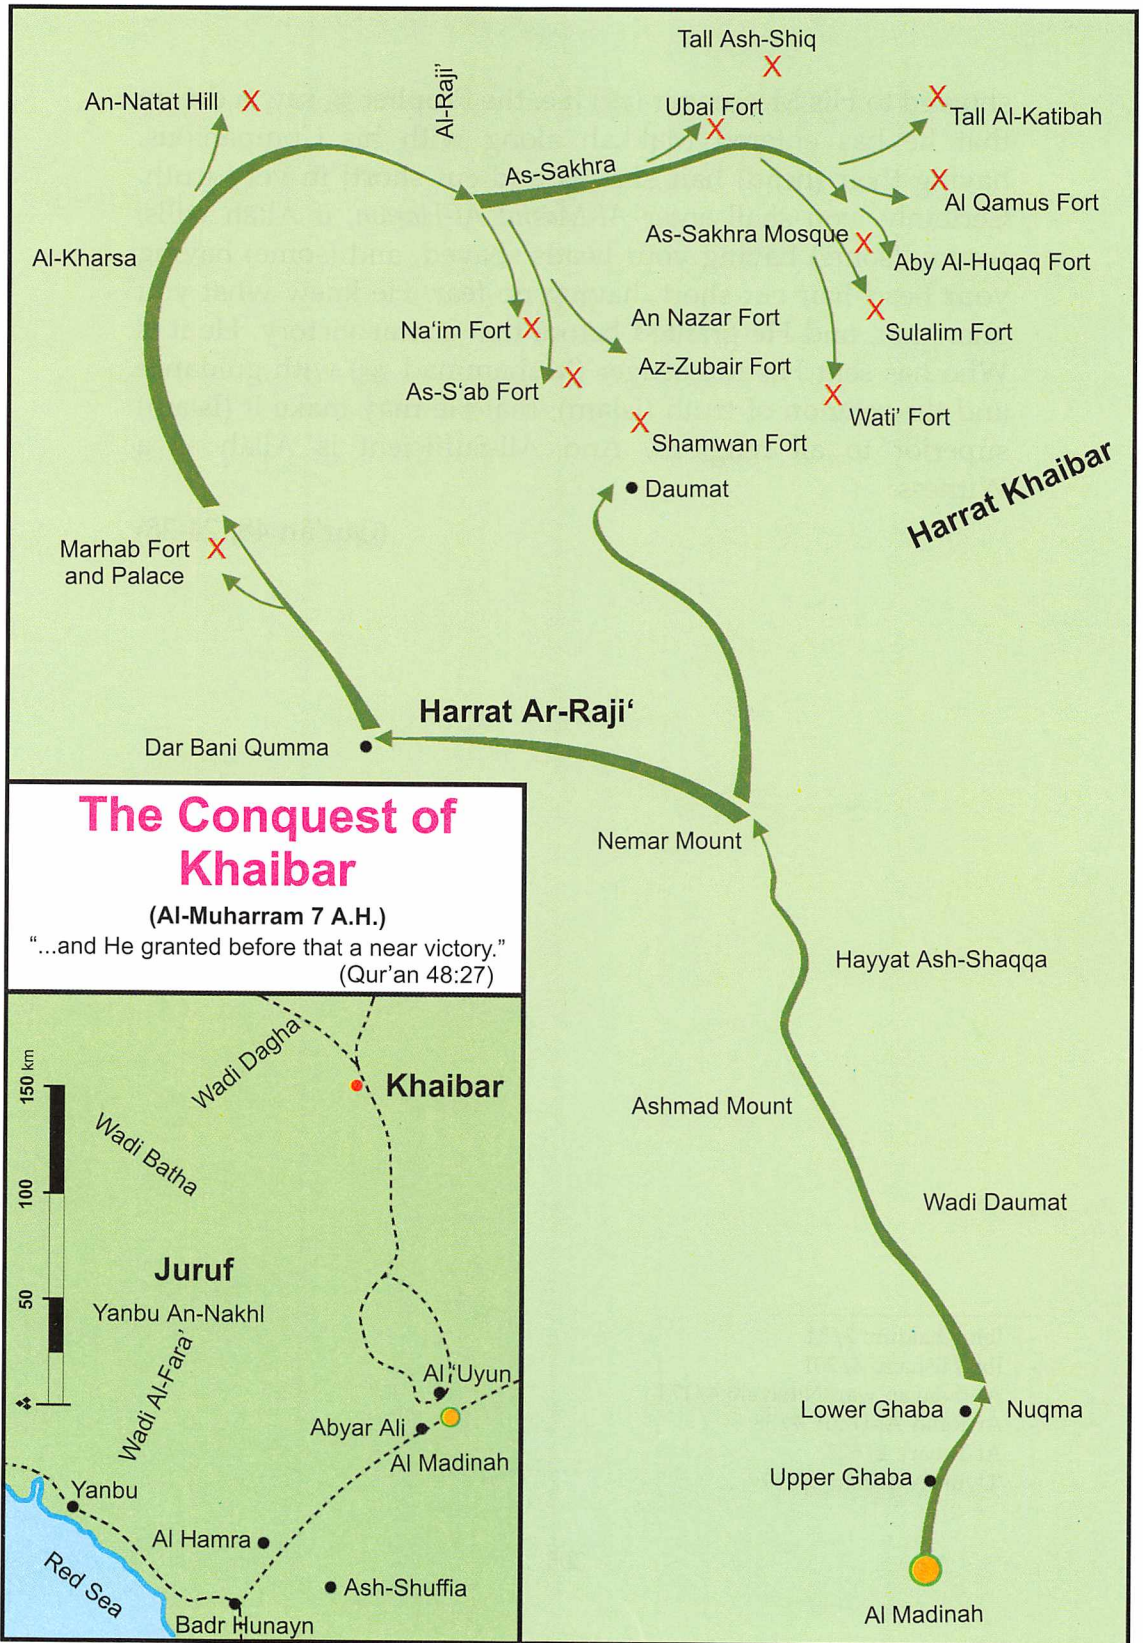 Tall Ash-Shiq
An-Natat Hill
Al-Raji’
Ubai Fort
Tall Al-Katibah
As-Sakhra
Al Qamus Fort
As-Sakhra Mosque
Al-Kharsa
Aby Al-Huqaq Fort
Na‘im Fort
An Nazar Fort
Sulalim Fort
Az-Zubair Fort
As-S‘ab Fort
Wati’ Fort
Shamwan Fort
Daumat
Harrat Khaibar
Marhab Fort
and Palace
Harrat Ar-Raji‘
Dar Bani Qumma
Nemar Mount
The Conquest of
Khaibar
(Al-Muharram 7 A.H.)
“...and He granted before that a near victory.”
(Qur’an 48:27)
Hayyat Ash-Shaqqa
Ashmad Mount
Wadi Daumat
Lower Ghaba
Nuqma
Upper Ghaba
Al Madinah
150 km
100
50
Wadi Dagha
Khaibar
Wadi Batha
Juruf
Yanbu An-Nakhl
Wadi Al-Fara’
Al ‘Uyun
Abyar Ali
Al Madinah
Yanbu
Al Hamra
Red Sea
Ash-Shuffia
Badr Hunayn